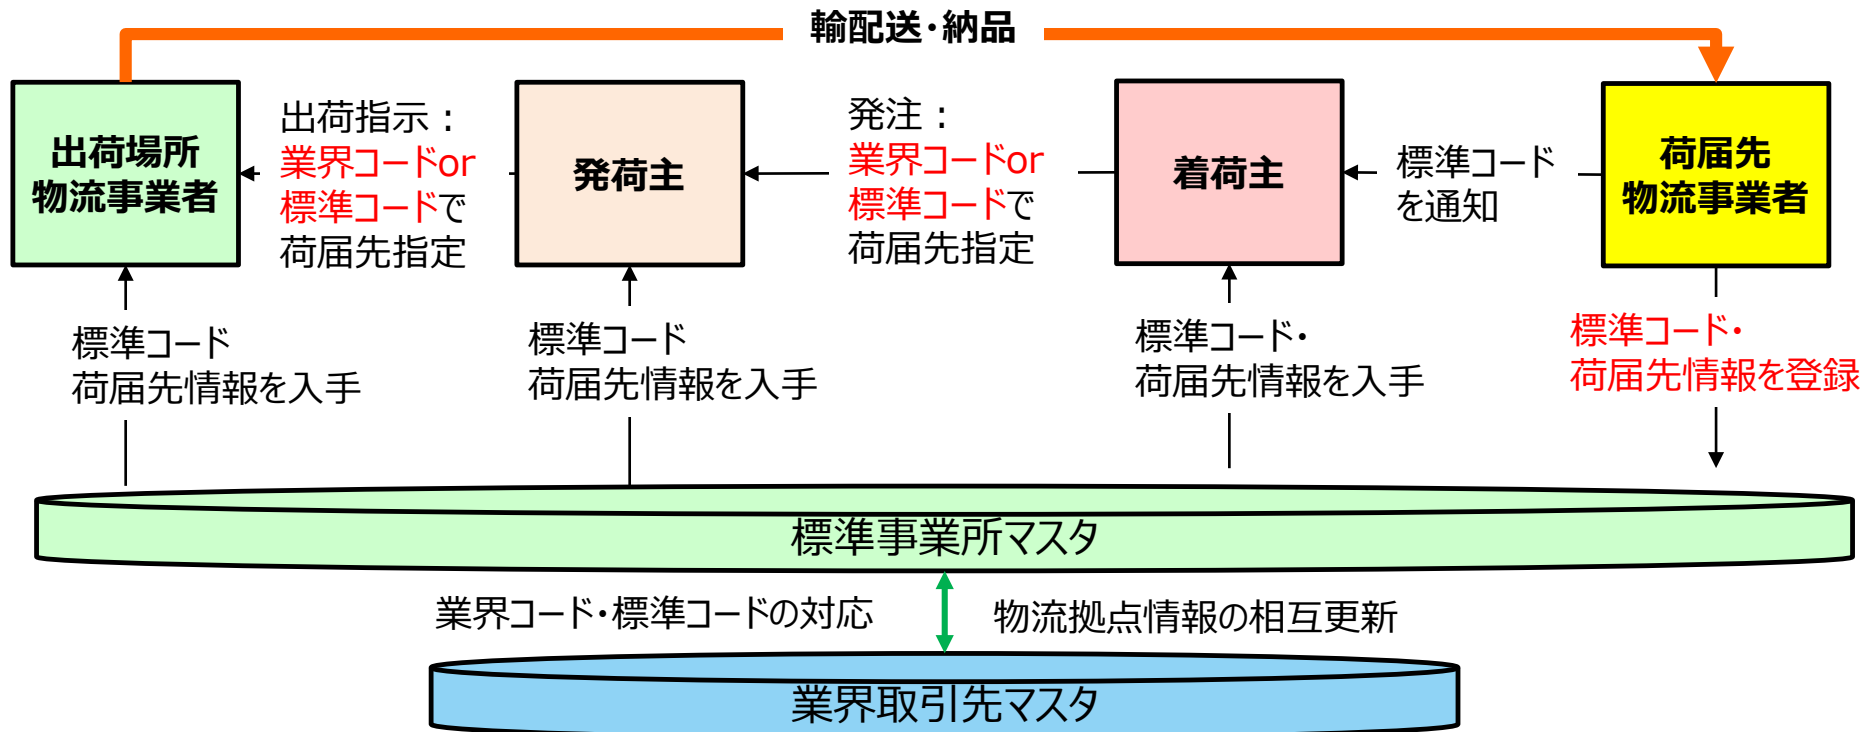 輸配送・納品
出荷場所
物流事業者
出荷指示：
業界コードor
標準コードで
荷届先指定
発荷主
発注：
業界コードor
標準コードで
荷届先指定
着荷主
標準コード
を通知
荷届先
物流事業者
標準コード
荷届先情報を入手
標準コード
荷届先情報を入手
標準コード・
荷届先情報を入手
標準コード・
荷届先情報を登録
標準事業所マスタ
業界コード・標準コードの対応
物流拠点情報の相互更新
業界取引先マスタ